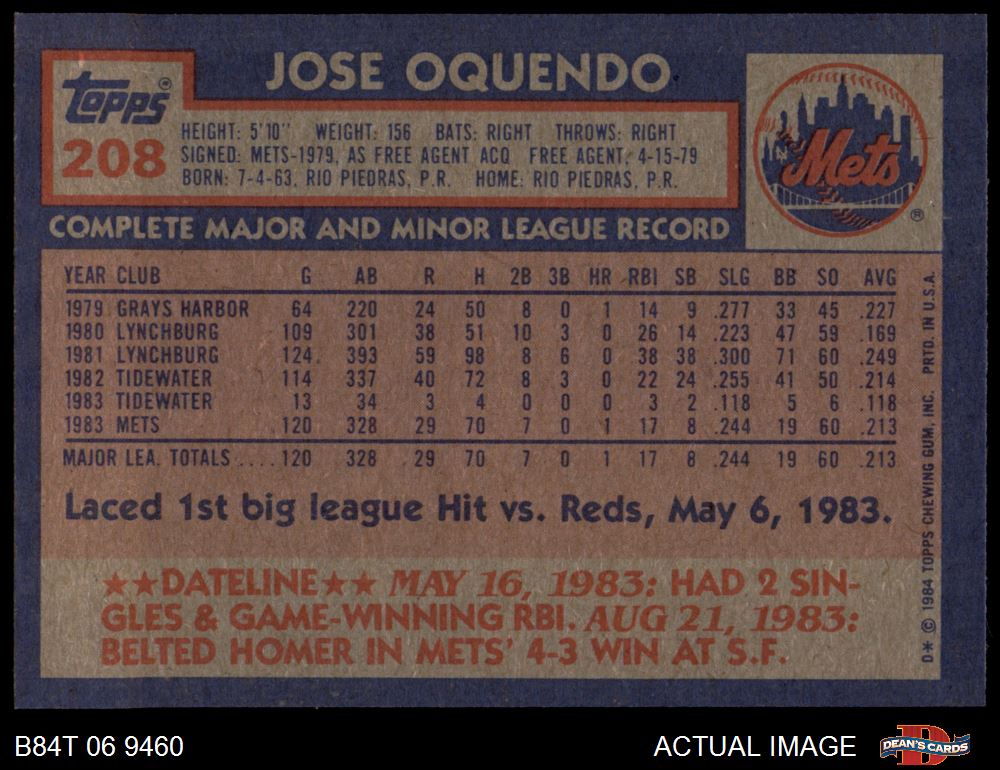 JOSE OQUENDO
Topps®
208
HEIGHT: 5'10" WEIGHT: 156 BATS: RIGHT THROWS: RIGHT
SIGNED: METS-1979, AS FREE AGENT ACQ FREE AGENT, 4-15-79
BORN: 7-4-63, RIO PIEDRAS, P.R. HOME: RIO PIEDRAS, P.R.
Mets
®
COMPLETE MAJOR AND MINOR LEAGUE RECORD
YEAR CLUB G AB R H 2B 3B HR RBI SB SLG BB SO AVG
1979 GRAYS HARBOR 64 220 24 50 8 0 1 14 9 .277 33 45 .227
1980 LYNCHBURG 109 301 38 51 10 3 0 26 14 .223 47 59 .169
1981 LYNCHBURG 124 393 59 98 8 6 0 38 38 .300 71 60 .249
1982 TIDEWATER 114 337 40 72 8 3 0 22 24 .255 41 50 .214
1983 TIDEWATER 13 34 3 4 0 0 0 3 2 .118 5 6 .118
1983 METS 120 328 29 70 7 0 1 17 8 .244 19 60 .213
MAJOR LEA. TOTALS .... 120 328 29 70 7 0 1 17 8 .244 19 60 .213
Laced 1st big league Hit vs. Reds, May 6, 1983.
★★DATELINE★★ MAY 16, 1983: HAD 2 SIN-
GLES & GAME-WINNING RBI. AUG 21, 1983:
BELTED HOMER IN METS' 4-3 WIN AT S.F.
D* © 1984 TOPPS CHEWING GUM, INC. PRTD. IN U.S.A.
B84T 06 9460
ACTUAL IMAGE
D
DEAN'S CARDS